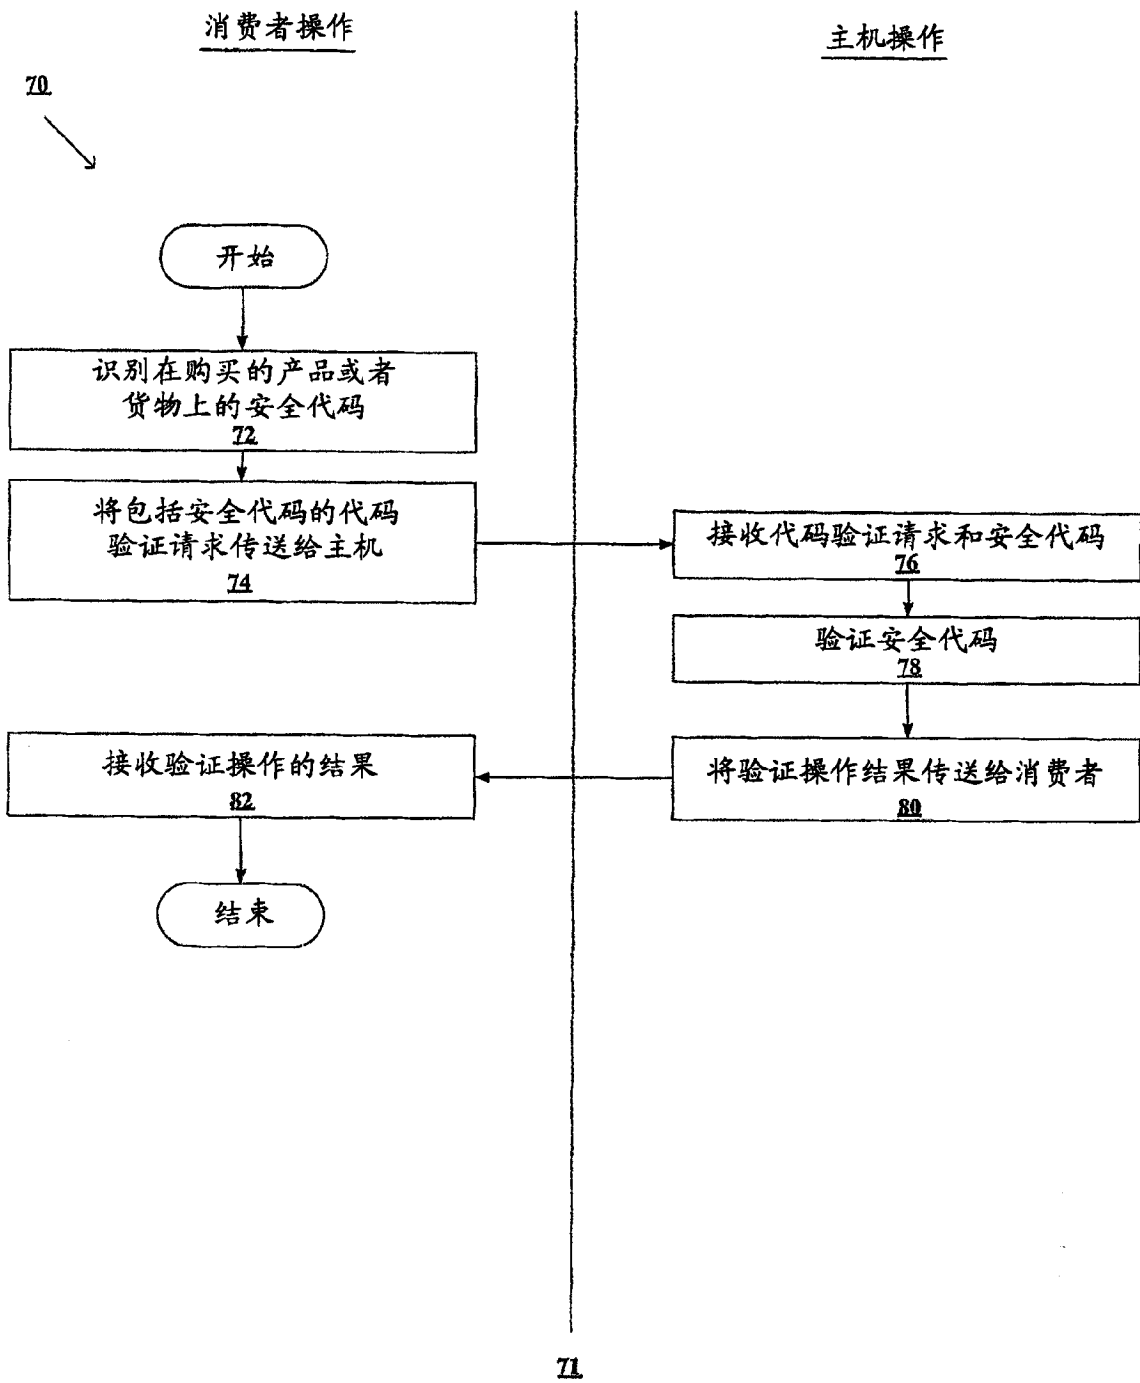 消费者操作
主机操作
70
开始
识别在购买的产品或者
货物上的安全代码
72
将包括安全代码的代码
验证请求传送给主机
74
接收代码验证请求和安全代码
76
验证安全代码
78
将验证操作结果传送给消费者
80
接收验证操作的结果
82
结束
71